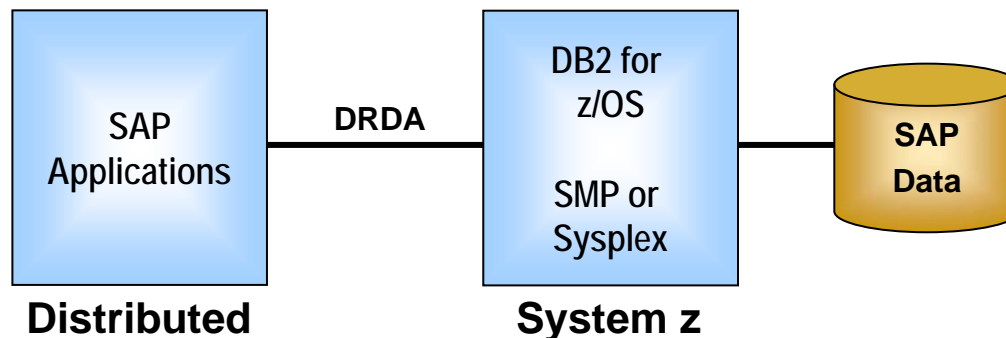 SAP
Applications
DRDA
DB2 for
z/OS
SMP or
Sysplex
SAP
Data
Distributed
System z